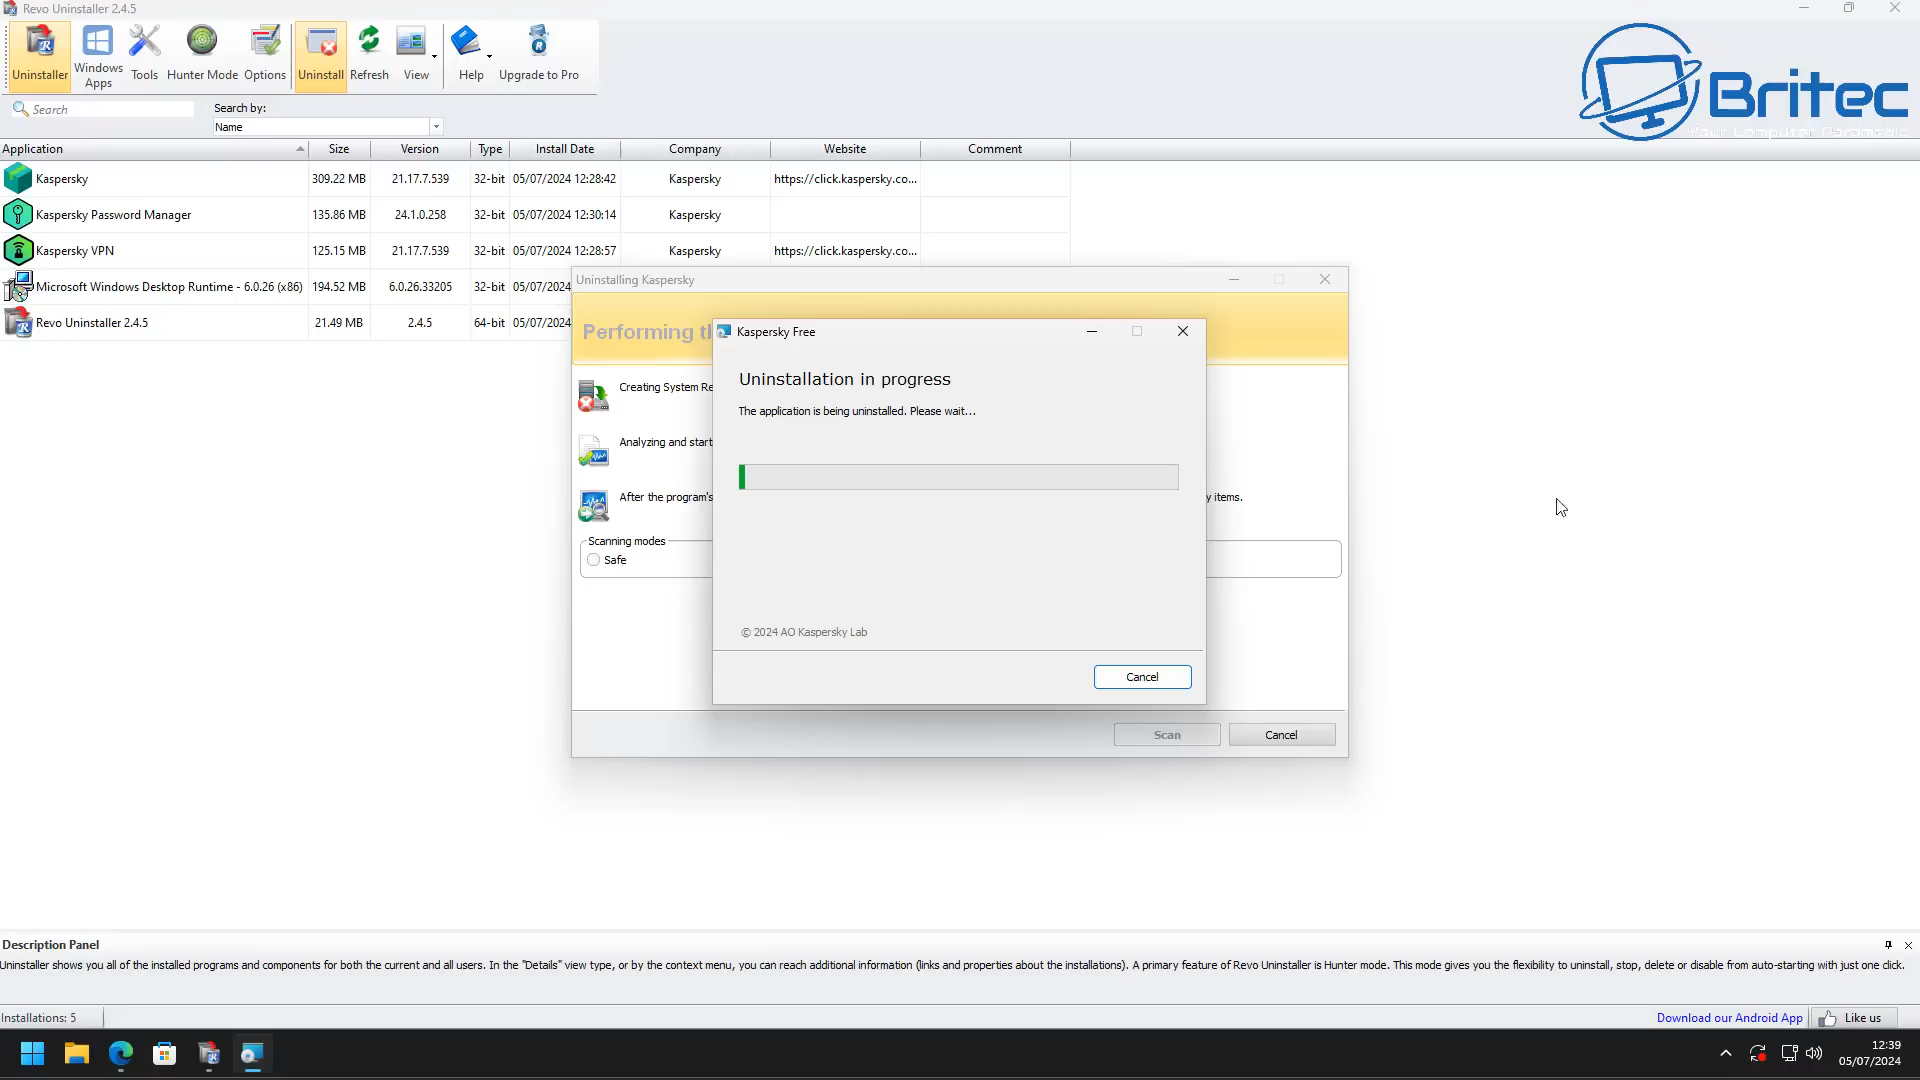 Revo Uninstaller 2.4.5
Uninstaller
Windows Apps
Tools
Hunter Mode
Options
Uninstall
Refresh
View
Help
Upgrade to Pro
Britec
Your Computer Paramedic
Search
Search by:
Name
Application Size Version Type Install Date Company Website Comment
Kaspersky 309.22 MB 21.17.7.539 32-bit 05/07/2024 12:28:42 Kaspersky https://click.kaspersky.co...
Kaspersky Password Manager 135.86 MB 24.1.0.258 32-bit 05/07/2024 12:30:14 Kaspersky
Kaspersky VPN 125.15 MB 21.17.7.539 32-bit 05/07/2024 12:28:57 Kaspersky https://click.kaspersky.co...
Microsoft Windows Desktop Runtime - 6.0.26 (x86) 194.52 MB 6.0.26.33205 32-bit 05/07/2024
Revo Uninstaller 2.4.5 21.49 MB 2.4.5 64-bit 05/07/2024
Uninstalling Kaspersky
Performing
Creating System Re
Analyzing and start
After the program's
y items.
Scanning modes
Safe
Scan
Cancel
Kaspersky Free
Uninstallation in progress
The application is being uninstalled. Please wait...
© 2024 AO Kaspersky Lab
Cancel
Description Panel
Uninstaller shows you all of the installed programs and components for both the current and all users. In the "Details" view type, or by the context menu, you can reach additional information (links and properties about the installations). A primary feature of Revo Uninstaller is Hunter mode. This mode gives you the flexibility to uninstall, stop, delete or disable from auto-starting with just one click.
Installations: 5
Download our Android App
Like us
12:39
05/07/2024